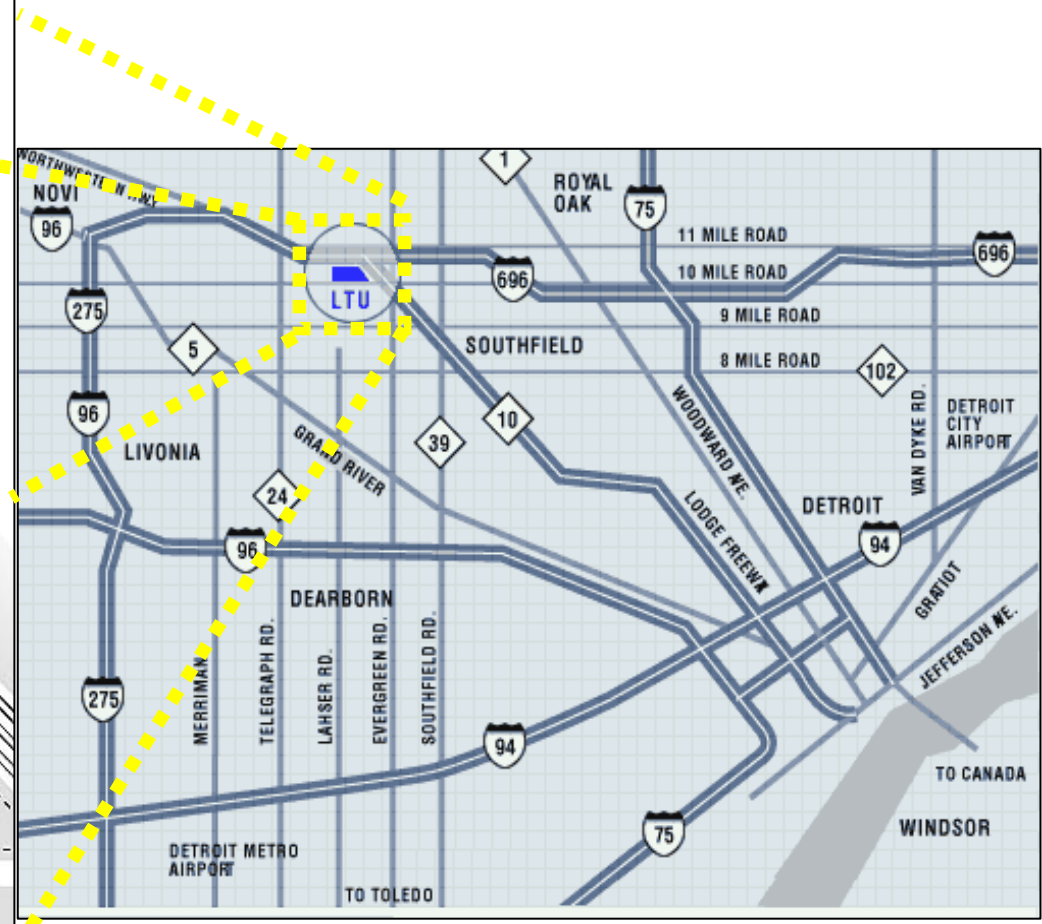 NORTHWESTERN HWY
NOVI
96
1
ROYAL
OAK
75
11 MILE ROAD
696
696
10 MILE ROAD
LTU
275
9 MILE ROAD
5
SOUTHFIELD
8 MILE ROAD
102
96
10
WOODWARD AVE.
VAN DYKE RD.
DETROIT
CITY
AIRPORT
LIVONIA
GRAND RIVER
39
24
LODGE FREEWAY
DETROIT
94
96
DEARBORN
GRATIOT
JEFFERSON AVE.
275
MERRIMAN
TELEGRAPH RD.
LAHSER RD.
EVERGREEN RD.
SOUTHFIELD RD.
94
TO CANADA
75
WINDSOR
DETROIT METRO
AIRPORT
TO TOLEDO